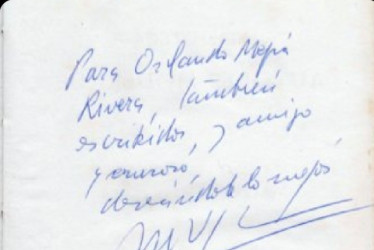 Para Orlando Mejía
Rivera, también
escritor, y amigo
y
deseándole lo mejor